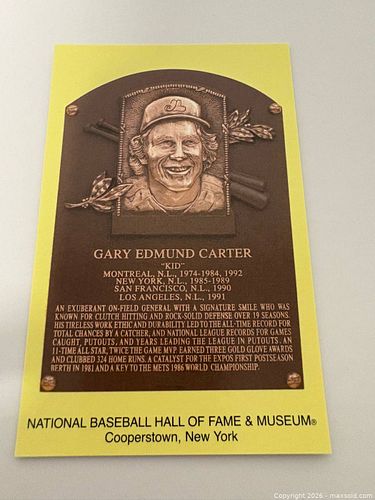 GARY EDMUND CARTER
"KID"
MONTREAL, N.L., 1974-1984, 1992
NEW YORK, N.L., 1985-1989
SAN FRANCISCO, N.L., 1990
LOS ANGELES, N.L., 1991
AN EXUBERANT ON-FIELD GENERAL WITH A SIGNATURE SMILE WHO WAS
KNOWN FOR CLUTCH HITTING AND ROCK-SOLID DEFENSE OVER 19 SEASONS.
HIS TIRELESS WORK ETHIC AND DURABILITY LED TO THE ALL-TIME RECORD FOR
TOTAL CHANCES BY A CATCHER, AND NATIONAL LEAGUE RECORDS FOR GAMES
CAUGHT, PUTOUTS, AND YEARS LEADING THE LEAGUE IN PUTOUTS. AN
11-TIME ALL STAR, TWICE THE GAME MVP. EARNED THREE GOLD GLOVE AWARDS
AND CLUBBED 324 HOME RUNS. A CATALYST FOR THE EXPOS FIRST POSTSEASON
BERTH IN 1981 AND A KEY TO THE METS 1986 WORLD CHAMPIONSHIP.
NATIONAL BASEBALL HALL OF FAME & MUSEUM®
Cooperstown, New York
Copyright 2026 - maxsold.com